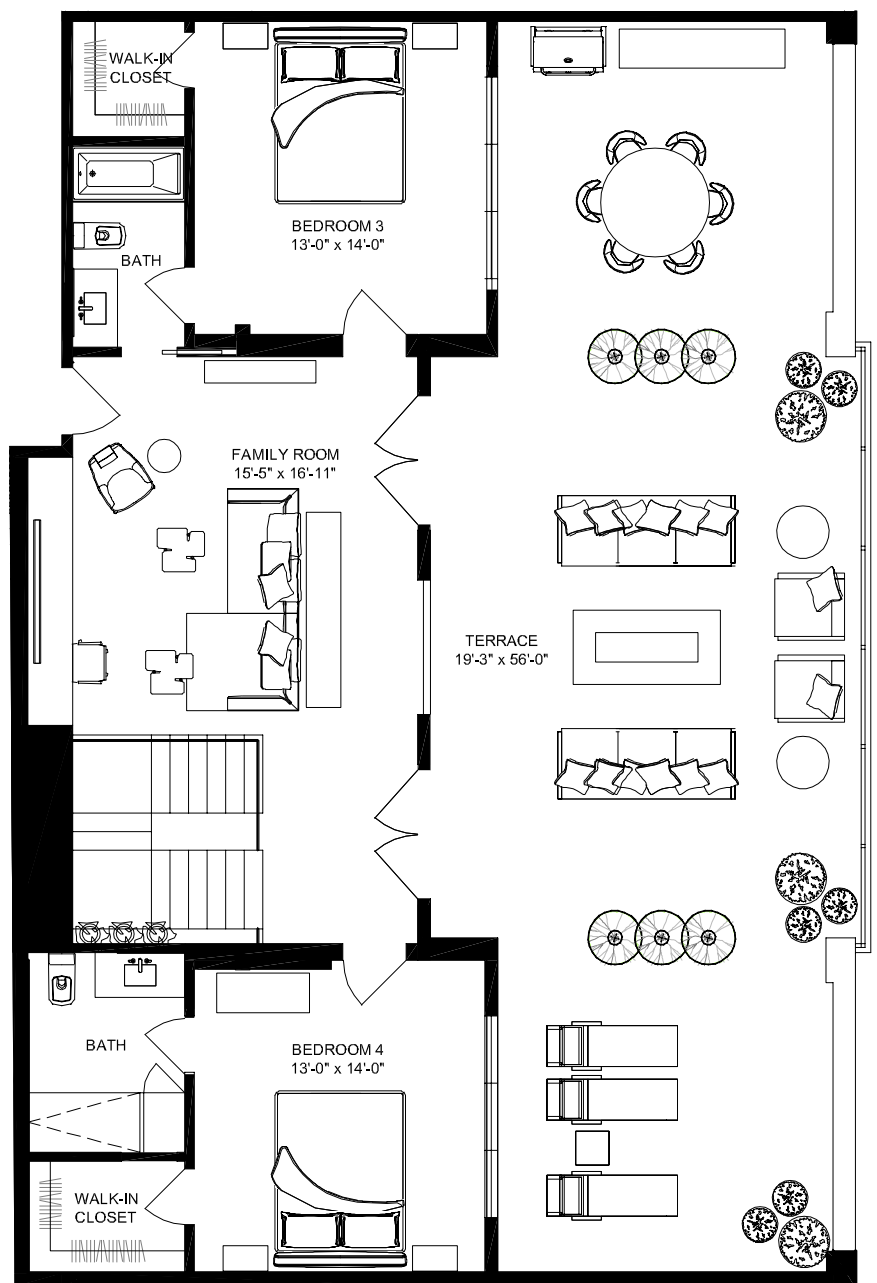 WALK-IN
CLOSET
BEDROOM 3
13'-0" x 14'-0"
BATH
FAMILY ROOM
15'-5" x 16'-11"
TERRACE
19'-3" x 56'-0"
BATH
BEDROOM 4
13'-0" x 14'-0"
WALK-IN
CLOSET